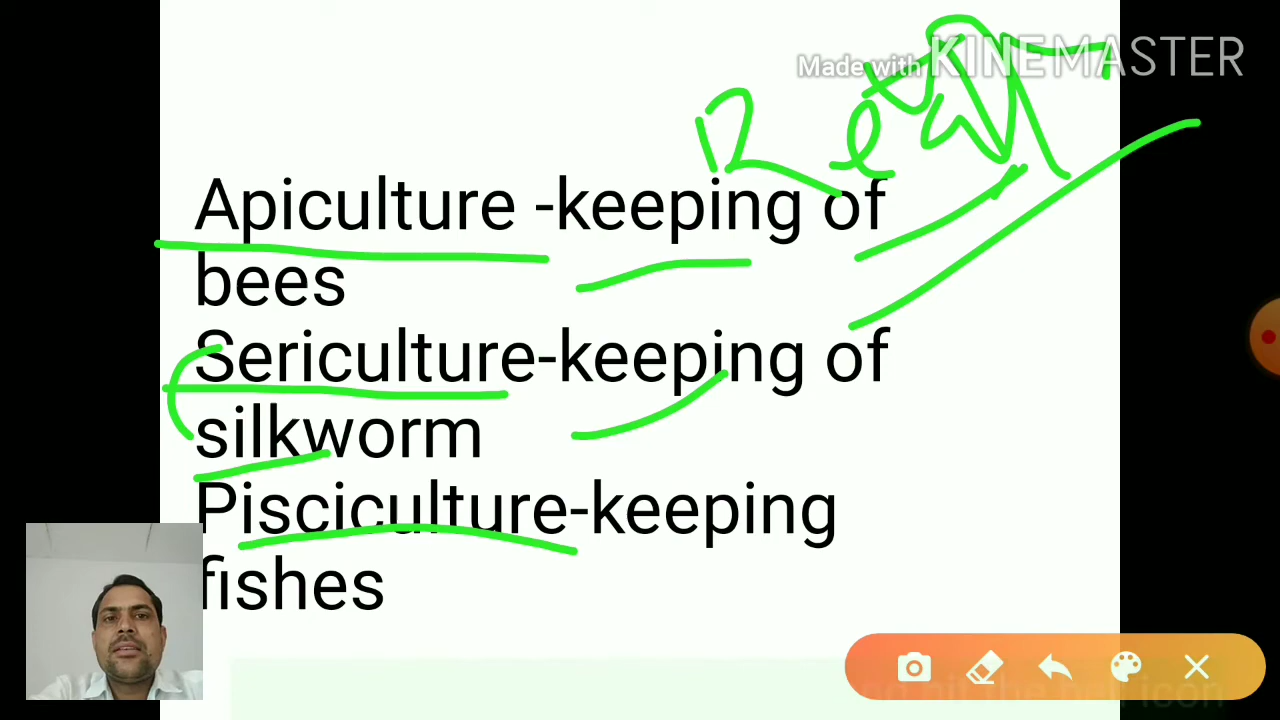 Made with KINEMASTER
Apiculture -keeping of
bees
Sericulture-keeping of
silkworm
Pisciculture-keeping
fishes